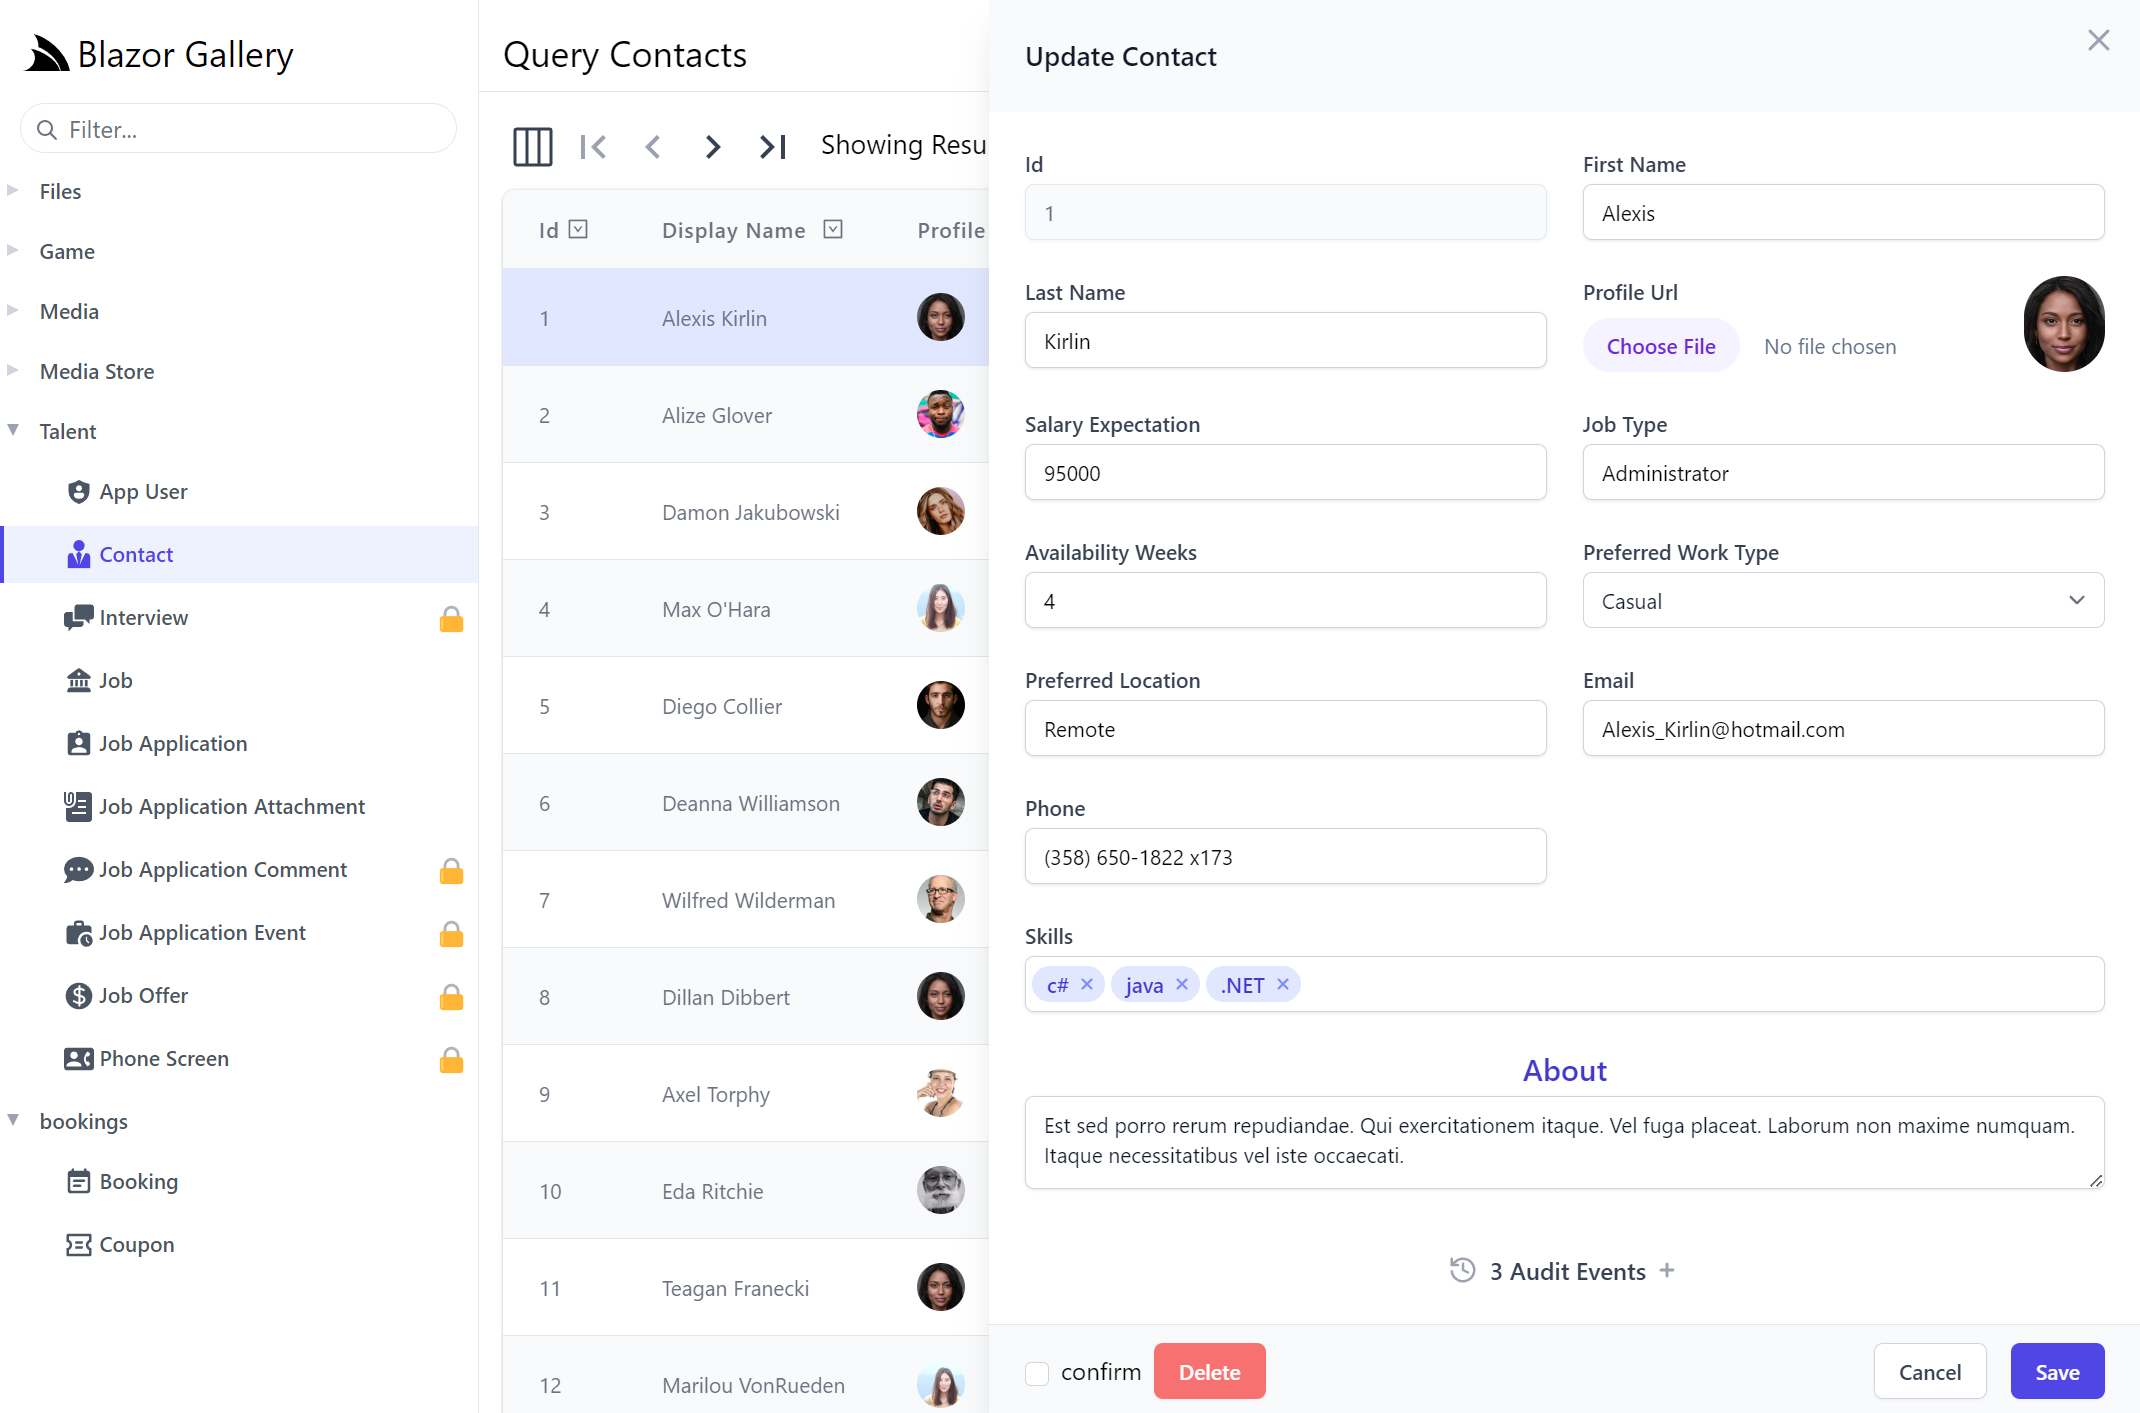 Blazor Gallery
Filter...
Files
Game
Media
Media Store
Talent
App User
Contact
Interview
Job
Job Application
Job Application Attachment
Job Application Comment
Job Application Event
Job Offer
Phone Screen
bookings
Booking
Coupon
Query Contacts
Showing Resu
Id Display Name Profile
1 Alexis Kirlin
2 Alize Glover
3 Damon Jakubowski
4 Max O'Hara
5 Diego Collier
6 Deanna Williamson
7 Wilfred Wilderman
8 Dillan Dibbert
9 Axel Torphy
10 Eda Ritchie
11 Teagan Franecki
12 Marilou VonRueden
Update Contact
Id
1
First Name
Alexis
Last Name
Kirlin
Profile Url
Choose File No file chosen
Salary Expectation
95000
Job Type
Administrator
Availability Weeks
4
Preferred Work Type
Casual
Preferred Location
Remote
Email
Alexis_Kirlin@hotmail.com
Phone
(358) 650-1822 x173
Skills
c# java .NET
About
Est sed porro rerum repudiandae. Qui exercitationem itaque. Vel fuga placeat. Laborum non maxime numquam.
Itaque necessitatibus vel iste occaecati.
3 Audit Events
confirm Delete Cancel Save